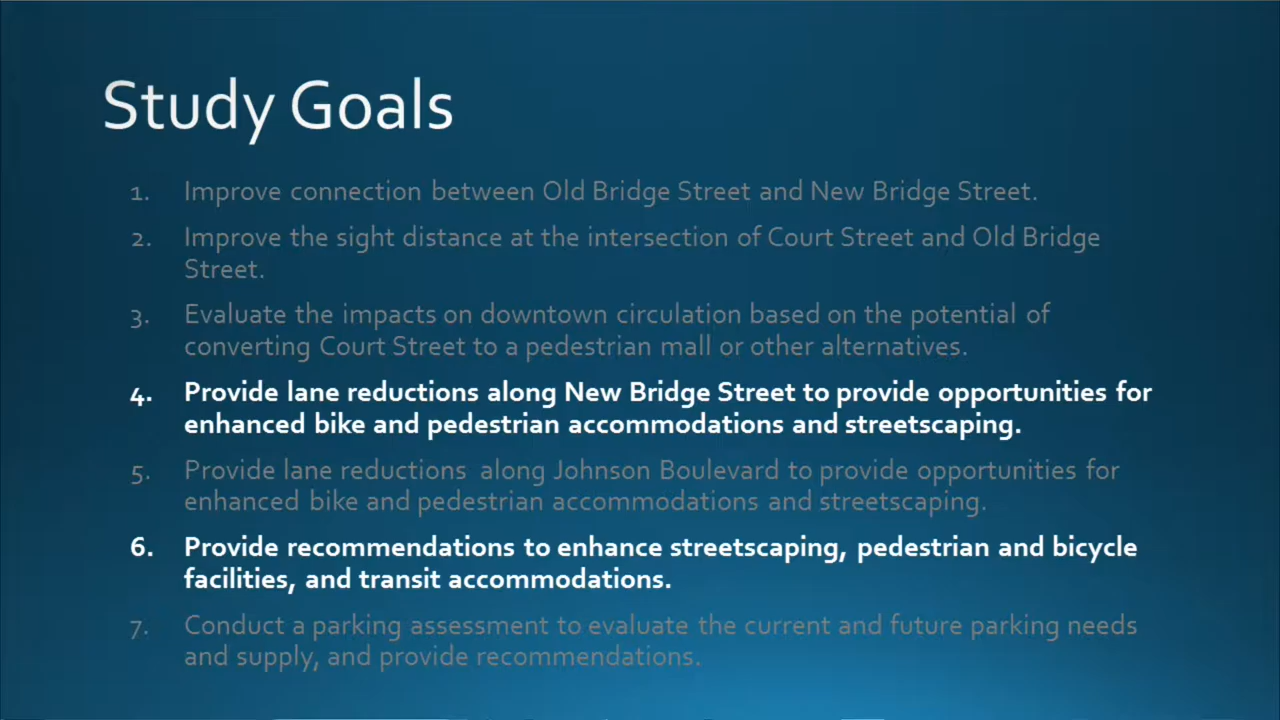 Study Goals
1. Improve connection between Old Bridge Street and New Bridge Street.
2. Improve the sight distance at the intersection of Court Street and Old Bridge
Street.
3. Evaluate the impacts on downtown circulation based on the potential of
converting Court Street to a pedestrian mall or other alternatives.
4. Provide lane reductions along New Bridge Street to provide opportunities for
enhanced bike and pedestrian accommodations and streetscaping.
5. Provide lane reductions along Johnson Boulevard to provide opportunities for
enhanced bike and pedestrian accommodations and streetscaping.
6. Provide recommendations to enhance streetscaping, pedestrian and bicycle
facilities, and transit accommodations.
7. Conduct a parking assessment to evaluate the current and future parking needs
and supply, and provide recommendations.